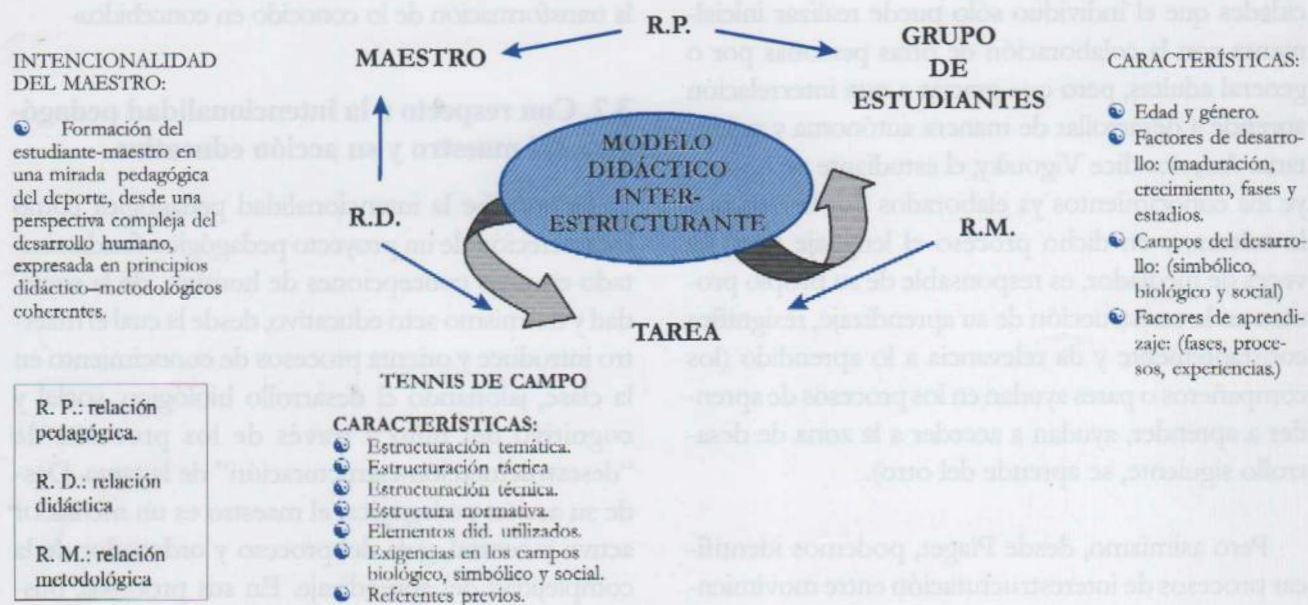 R.P.
MAESTRO
GRUPO
DE
ESTUDIANTES
INTENCIONALIDAD
DEL MAESTRO:
Formación del
estudiante-maestro en
una mirada pedagógica
del deporte, desde una
perspectiva compleja del
desarrollo humano,
expresada en principios
didáctico–metodológicos
coherentes.
MODELO
DIDÁCTICO
INTER-
ESTRUCTURANTE
R.D.
R.M.
TAREA
CARACTERÍSTICAS:
Edad y género.
Factores de desarro-
llo: (maduración,
crecimiento, fases y
estadios.
Campos del desarro-
llo: (simbólico,
biológico y social)
Factores de aprendi-
zaje: (fases, proce-
sos, experiencias.)
R. P.: relación
pedagógica.
R. D.: relación
didáctica
R. M.: relación
metodológica
TENNIS DE CAMPO
CARACTERÍSTICAS:
Estructuración temática.
Estructuración técnica
Estructuración técnica.
Estructura normativa.
Elementos did. utilizados.
Exigencias a los campos
biológico, simbólico y social.
Referentes previos.